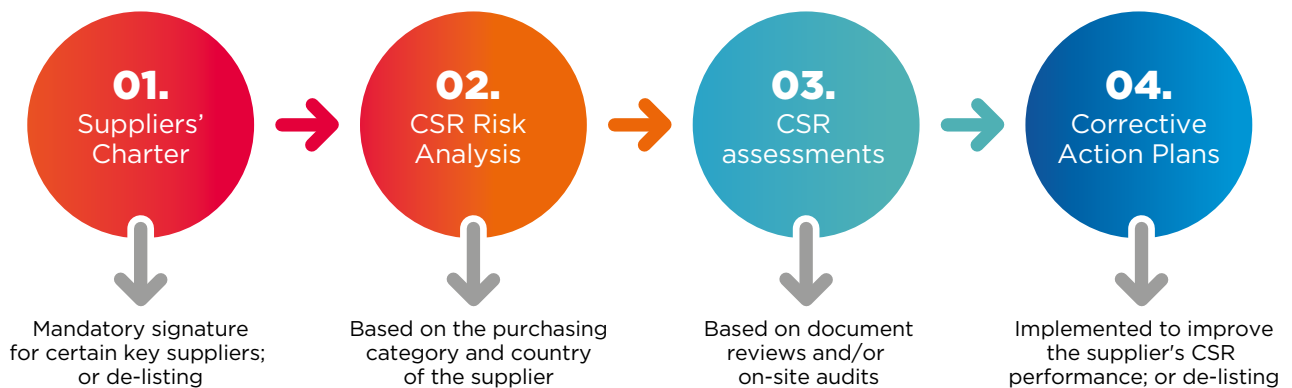 01.
Suppliers’
Charter
02.
CSR Risk
Analysis
03.
CSR
assessments
04.
Corrective
Action Plans
Mandatory signature
for certain key suppliers;
or de-listing
Based on the purchasing
category and country
of the supplier
Based on document
reviews and/or
on-site audits
Implemented to improve
the supplier's CSR
performance; or de-listing